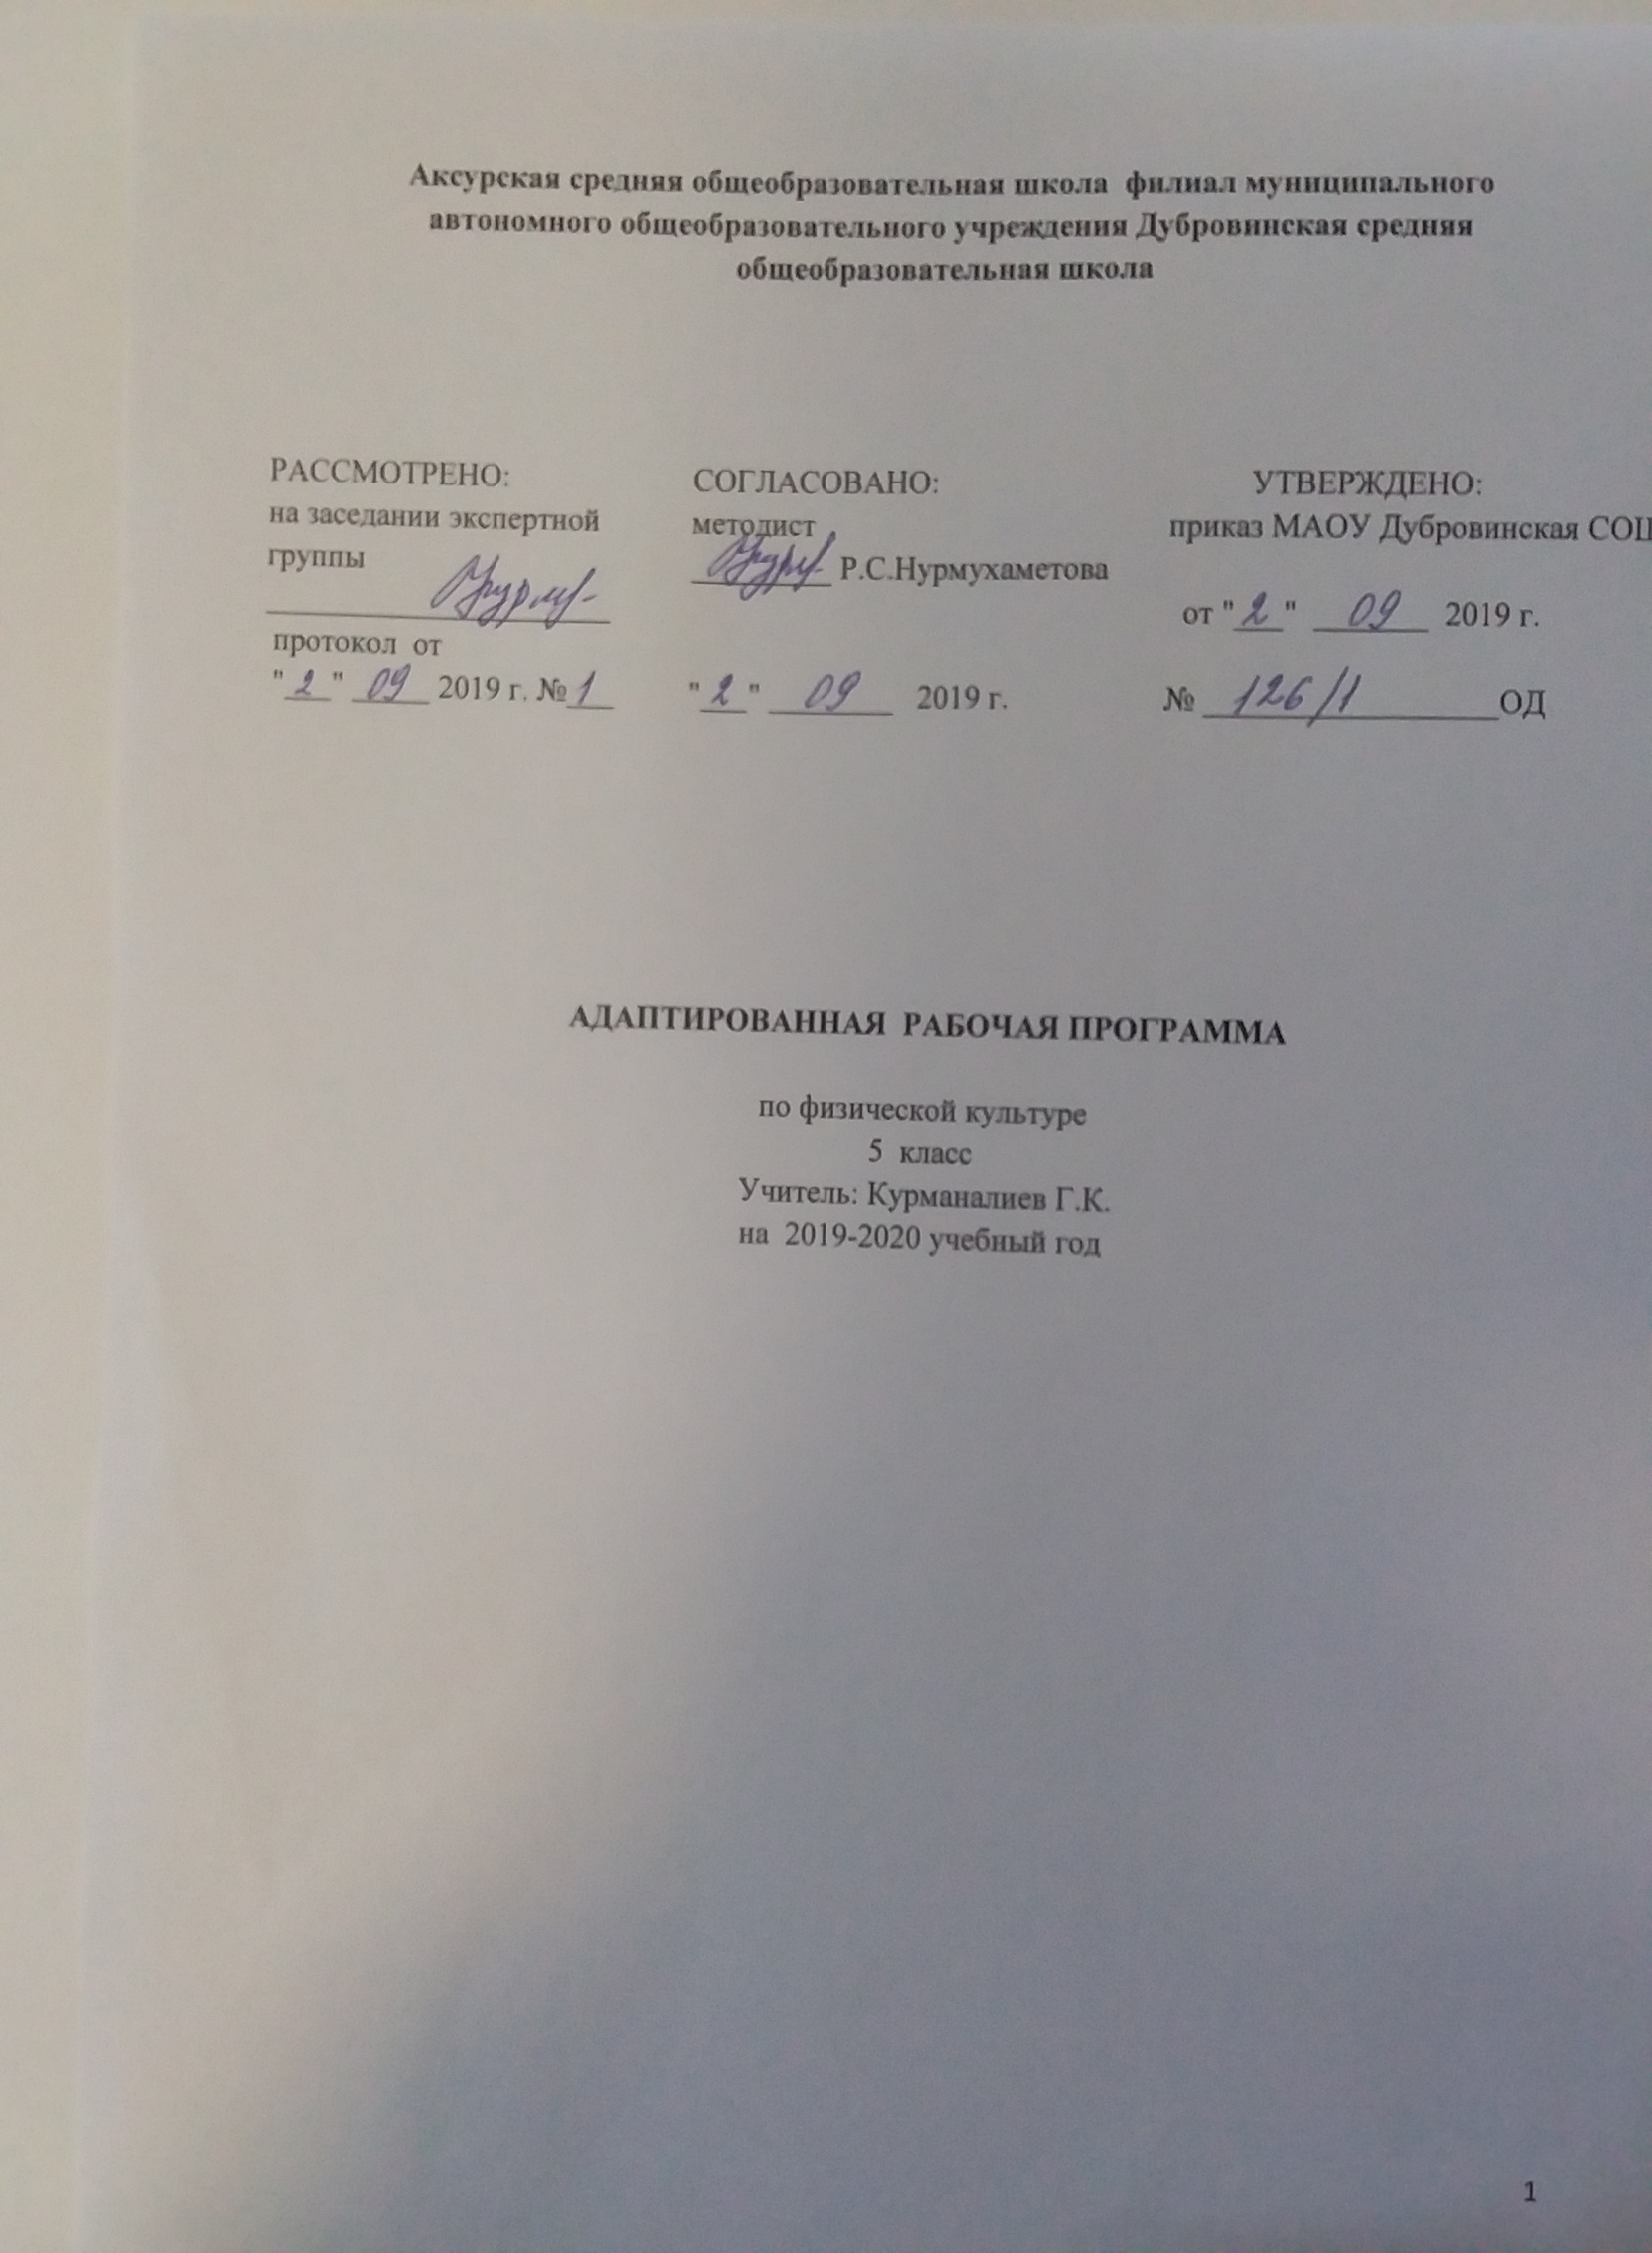 Аксурская средняя общеобразовательная школа филиал муниципального
автономного общеобразовательного учреждения Дубровинская средняя
общеобразовательная школа
РАССМОТРЕНО:
на заседании экспертной
группы
протокол от
"2" 09 2019 г. №1
СОГЛАСОВАНО:
методист
Р.С.Нурмухаметова
"2" 09 2019 г.
УТВЕРЖДЕНО:
приказ МАОУ Дубровинская
от "2" 09 2019 г.
№ 126/1 ОД
АДАПТИРОВАННАЯ РАБОЧАЯ ПРОГРАММА
по физической культуре
5 класс
Учитель: Курманалиев Г.К.
на 2019-2020 учебный год
1